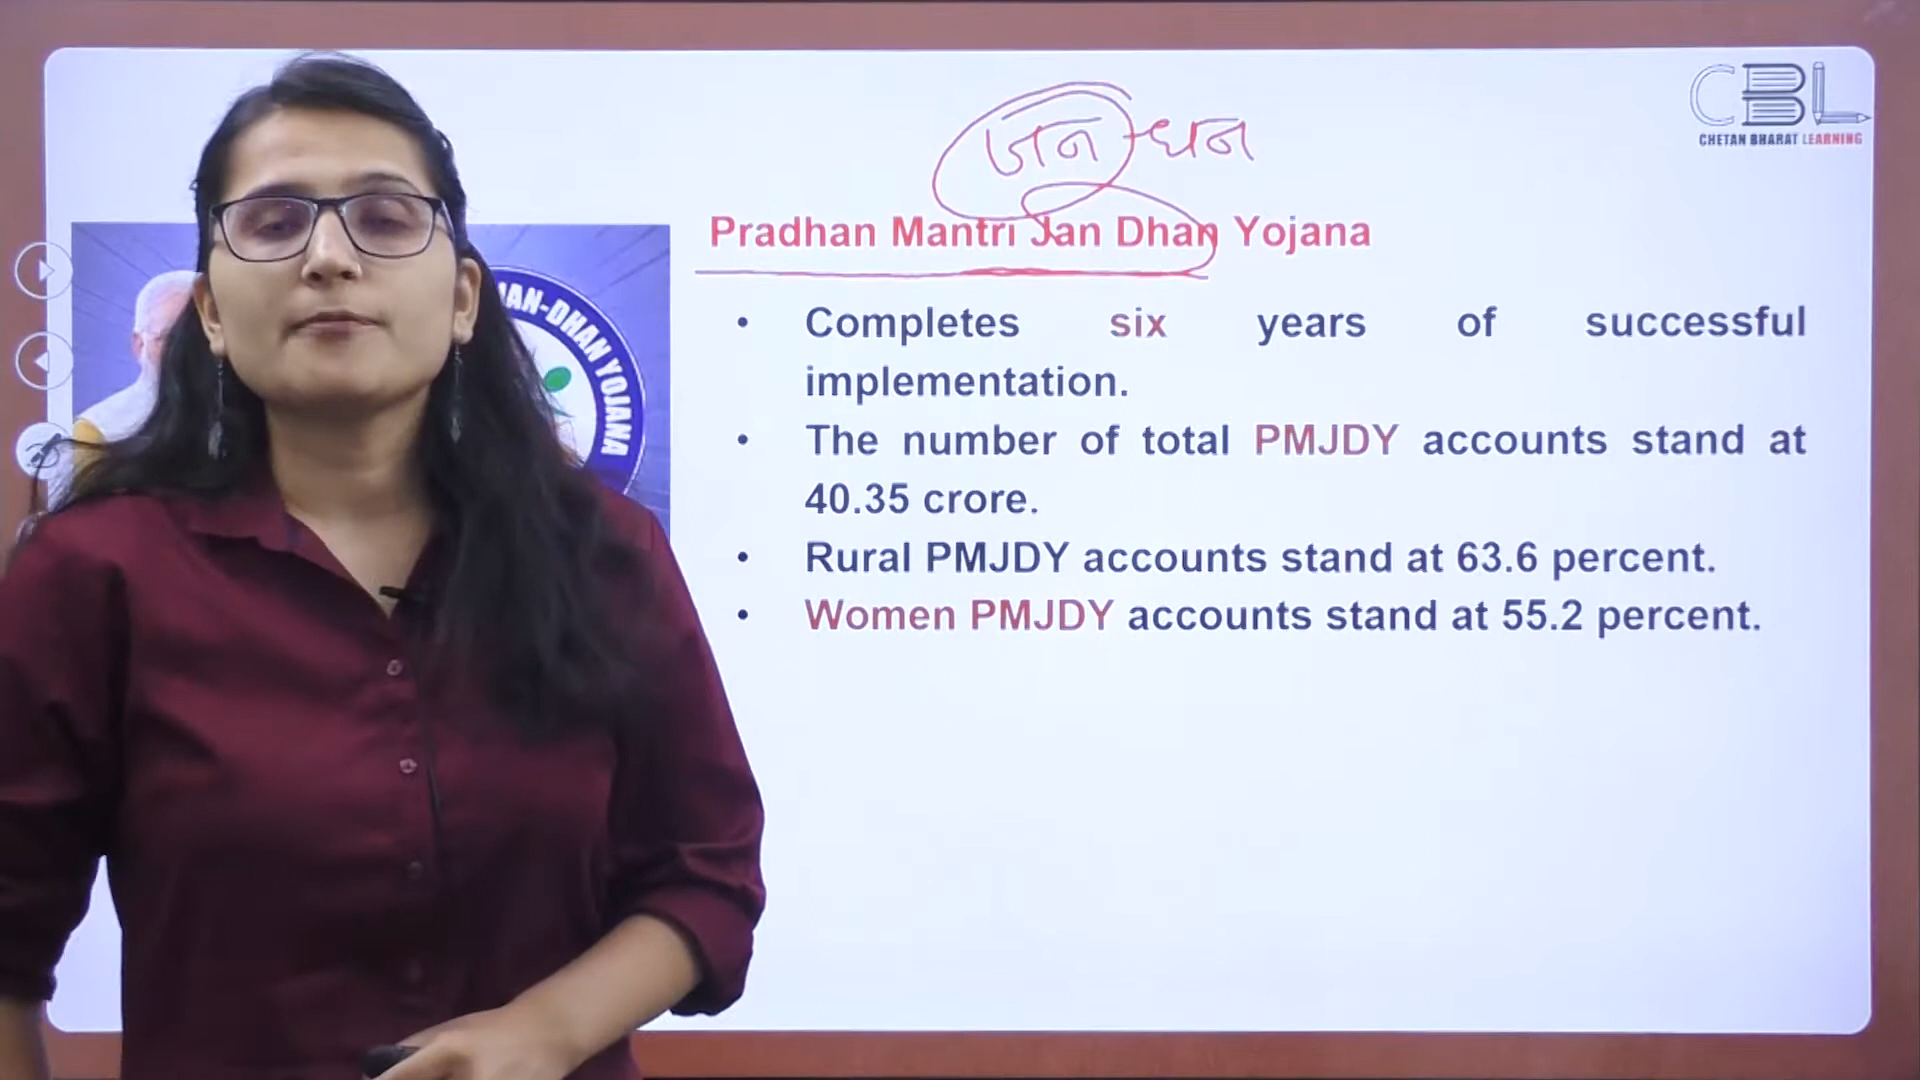 CBL
CHETAN BHARAT LEARNING
जन-धन
Pradhan Mantri Jan Dhan Yojana
JAN-DHAN YOJANA
• Completes six years of successful
implementation.
• The number of total PMJDY accounts stand at
40.35 crore.
• Rural PMJDY accounts stand at 63.6 percent.
• Women PMJDY accounts stand at 55.2 percent.